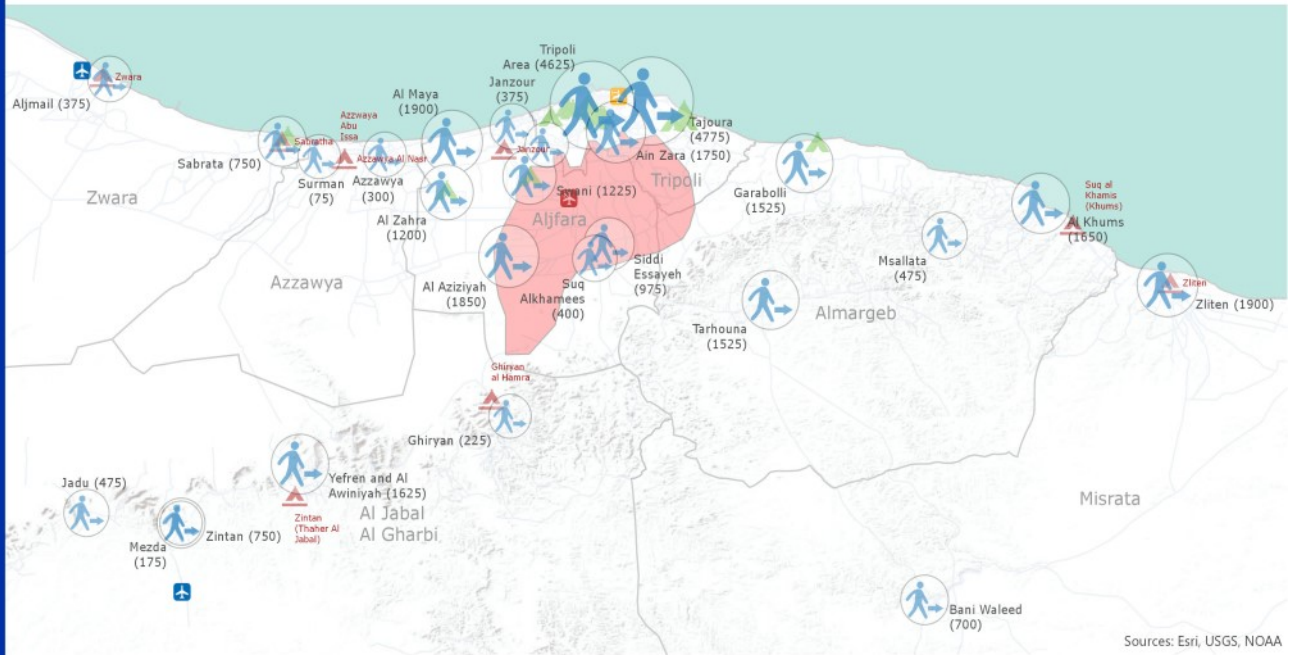 Tripoli
Area (4625)
Janzour
(375)
Al Maya
(1900)
Zwara
Aljmail (375)
Azzwaya
Abu
Issa
Sabratha
Azzawya Al Nasr
Janzour
Tajoura
(4775)
Ain Zara (1750)
Sabrata (750)
Surman
(75)
Azzawya
(300)
Swani (1225)
Tripoli
Garabolli
(1525)
Suq al
Khamis
(Khums)
Zwara
Al Zahra
(1200)
Aljfara
Al Khums
(1650)
Msallata
(475)
Siddi
Essayeh
(975)
Azzawya
Al Aziziyah
(1850)
Suq
Alkhamees
(400)
Zliten
Zliten (1900)
Tarhouna
(1525)
Almargeb
Ghiryan
al Hamra
Ghiryan (225)
Jadu (475)
Yefren and Al
Awiniyah (1625)
Misrata
Zintan
(Thaher Al
Jabal)
Al Jabal
Al Gharbi
Zintan (750)
Mezda
(175)
Bani Waleed
(700)
Sources: Esri, USGS, NOAA